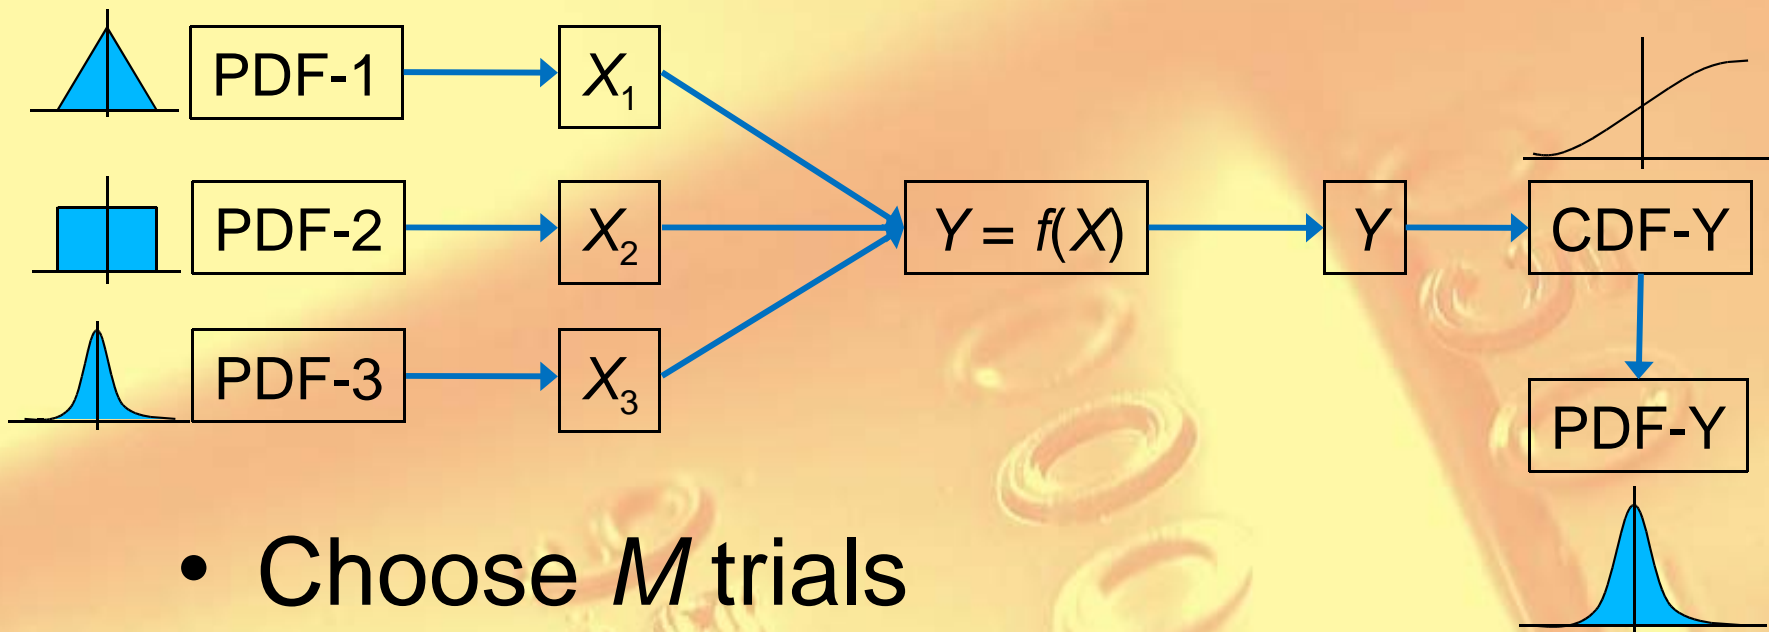 PDF-1
X₁
PDF-2
X₂
Y = f(X)
Y
CDF-Y
PDF-3
X₃
PDF-Y
• Choose M trials